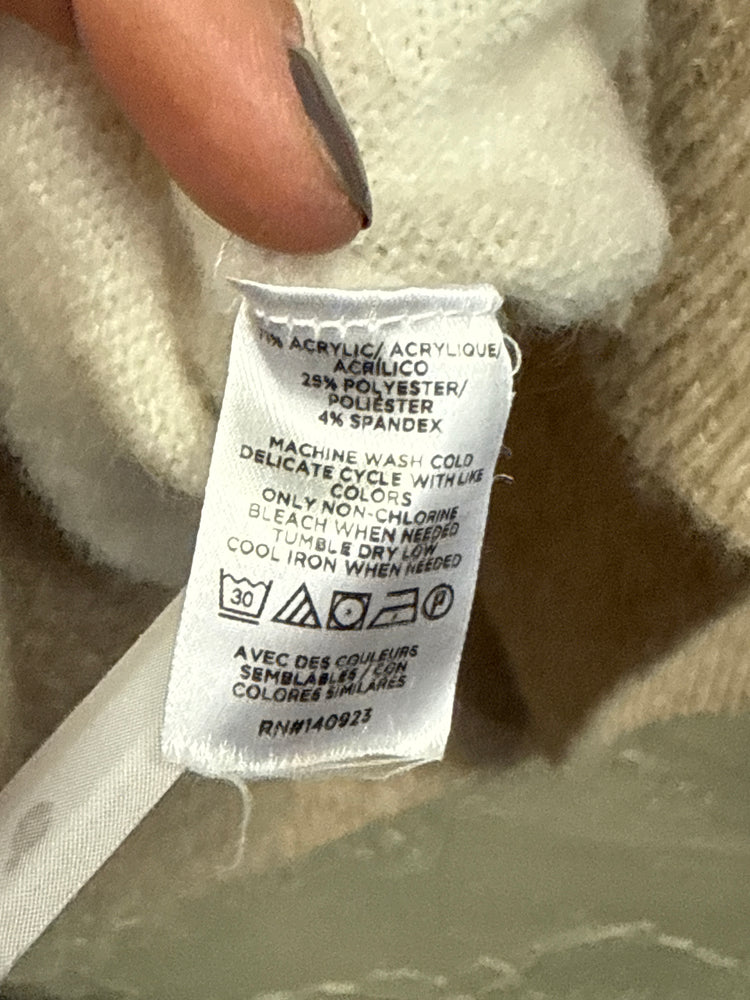 % ACRYLIC/ ACRYLIQUE/
ACRÍLICO
25% POLYESTER/
POLIÉSTER
4% SPANDEX
MACHINE WASH COLD
DELICATE CYCLE WITH LIKE
COLORS
ONLY NON-CHLORINE
BLEACH WHEN NEEDED
TUMBLE DRY LOW
COOL IRON WHEN NEEDED
30 P
AVEC DES COULEURS
SEMBLABLES / CON
COLORES SIMILARES
RN#140923